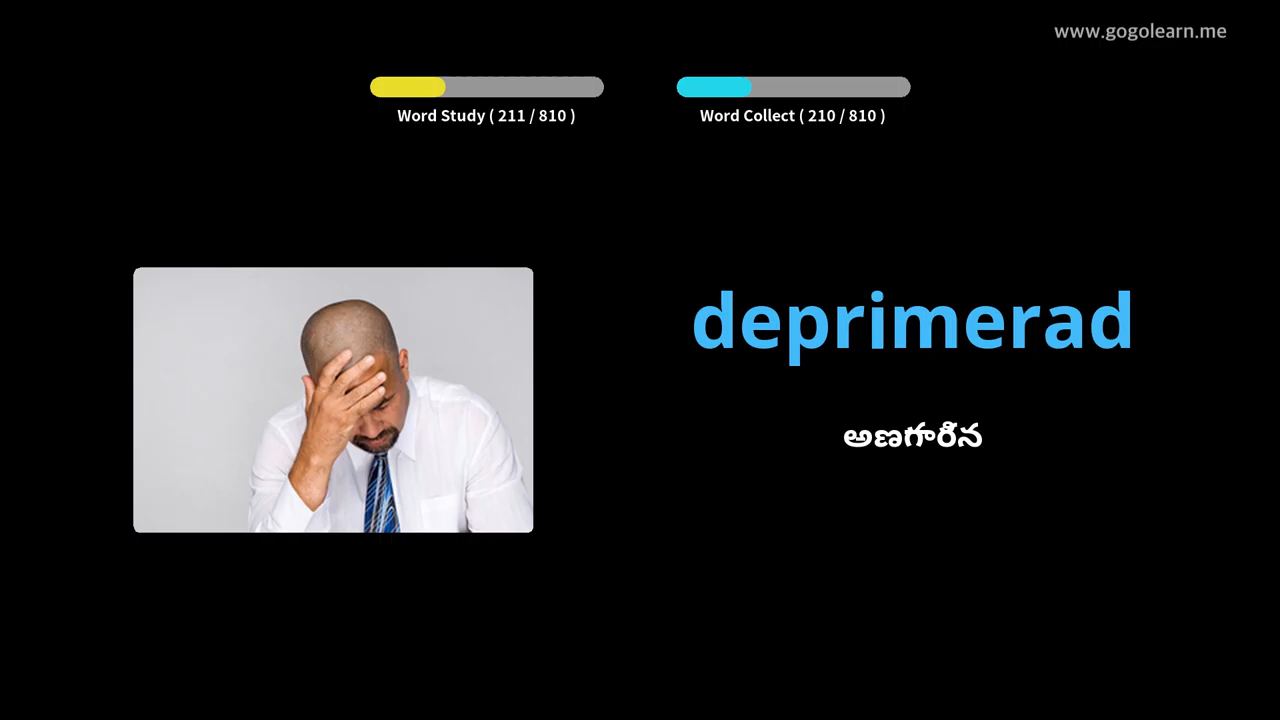 www.gogolearn.me
Word Study ( 211 / 810 )
Word Collect ( 210 / 810 )
deprimerad
అణగారిన